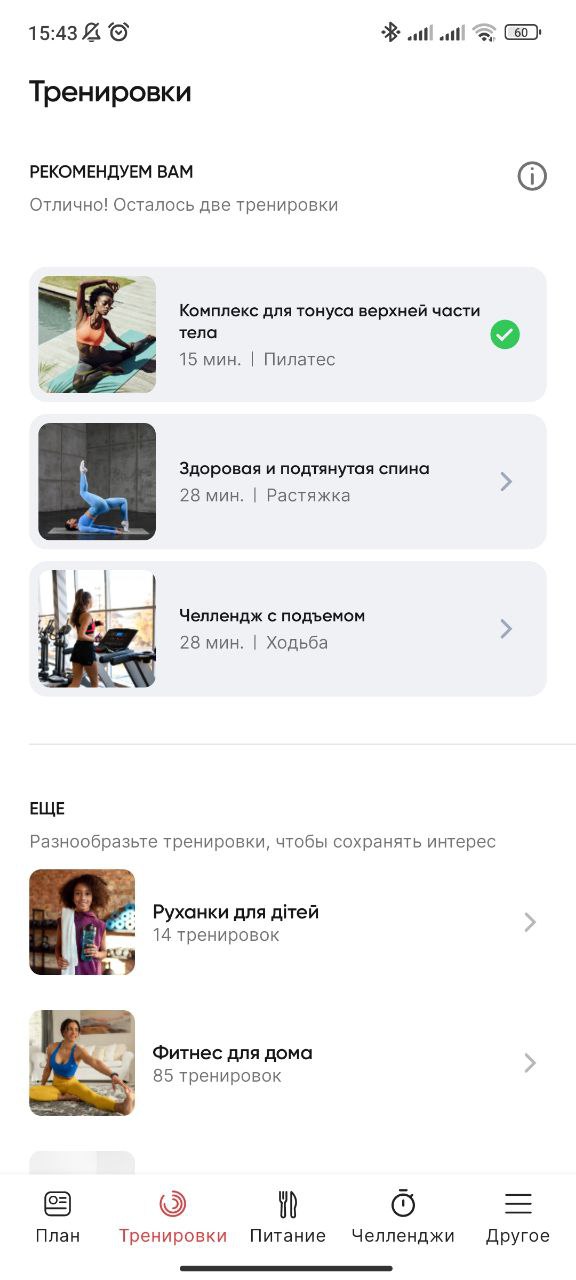 15:43
60
Тренировки
РЕКОМЕНДУЕМ ВАМ
Отлично! Осталось две тренировки
Комплекс для тонуса верхней части
тела
15 мин. | Пилатес
Здоровая и подтянутая спина
28 мин. | Растяжка
Челлендж с подъемом
28 мин. | Ходьба
ЕЩЕ
Разнообразьте тренировки, чтобы сохранять интерес
Руханки для дітей
14 тренировок
Фитнес для дома
85 тренировок
План
Тренировки
Питание
Челленджи
Другое